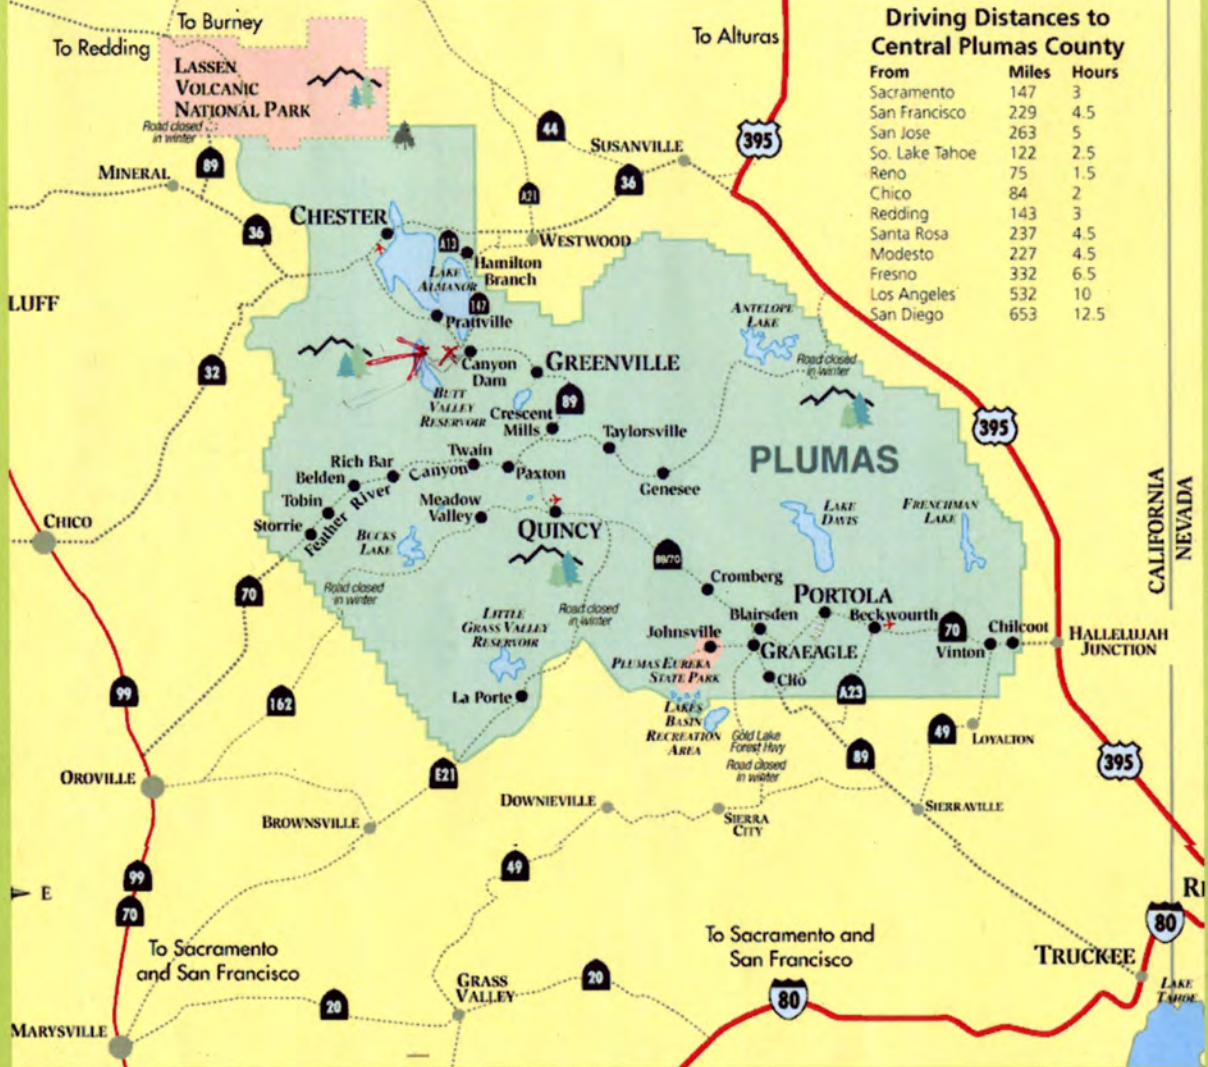 To Burney
To Redding
LASSEN
VOLCANIC
NATIONAL PARK
Road closed
in winter
To Alturas
Driving Distances to
Central Plumas County
From Miles Hours
Sacramento 147 3
San Francisco 229 4.5
San Jose 263 5
So. Lake Tahoe 122 2.5
Reno 75 1.5
Chico 84 2
Redding 143 3
Santa Rosa 237 4.5
Modesto 227 4.5
Fresno 332 6.5
Los Angeles 532 10
San Diego 653 12.5
44
395
SUSANVILLE
89
MINERAL
36
A21
36
CHESTER
A13
WESTWOOD
Hamilton
Branch
LAKE
ALMANOR
147
LUFF
Prattville
ANTELOPE
LAKE
Road closed
in winter
32
Canyon
Dam
GREENVILLE
BUTT
VALLEY
RESERVOIR
89
Crescent
Mills
395
Taylorsville
PLUMAS
Twain
Rich Bar
Belden
Canyon
Paxton
Genesee
Tobin
Feather River
Storrie
Meadow
Valley
QUINCY
LAKE
DAVIS
FRENCHMAN
LAKE
CALIFORNIA
NEVADA
CHICO
BUCKS
LAKE
89/70
70
Road closed
in winter
Cromberg
PORTOLA
LITTLE
GRASS VALLEY
RESERVOIR
Road closed
in winter
Blairsden
Beckwourth
70
Chilcoot
Johnsville
GRAEAGLE
Vinton
HALLELUJAH
JUNCTION
PLUMAS EUREKA
STATE PARK
Clio
La Porte
A23
99
162
LAKES
BASIN
RECREATION
AREA
Gold Lake
Forest Hwy
Road closed
in winter
49
LOYALTON
89
395
OROVILLE
E21
DOWNIEVILLE
SIERRA
CITY
SIERRAVILLE
BROWNSVILLE
49
99
E
70
80
To Sacramento
and San Francisco
To Sacramento and
San Francisco
TRUCKEE
GRASS
VALLEY
20
20
80
LAKE
TAHOE
MARYSVILLE